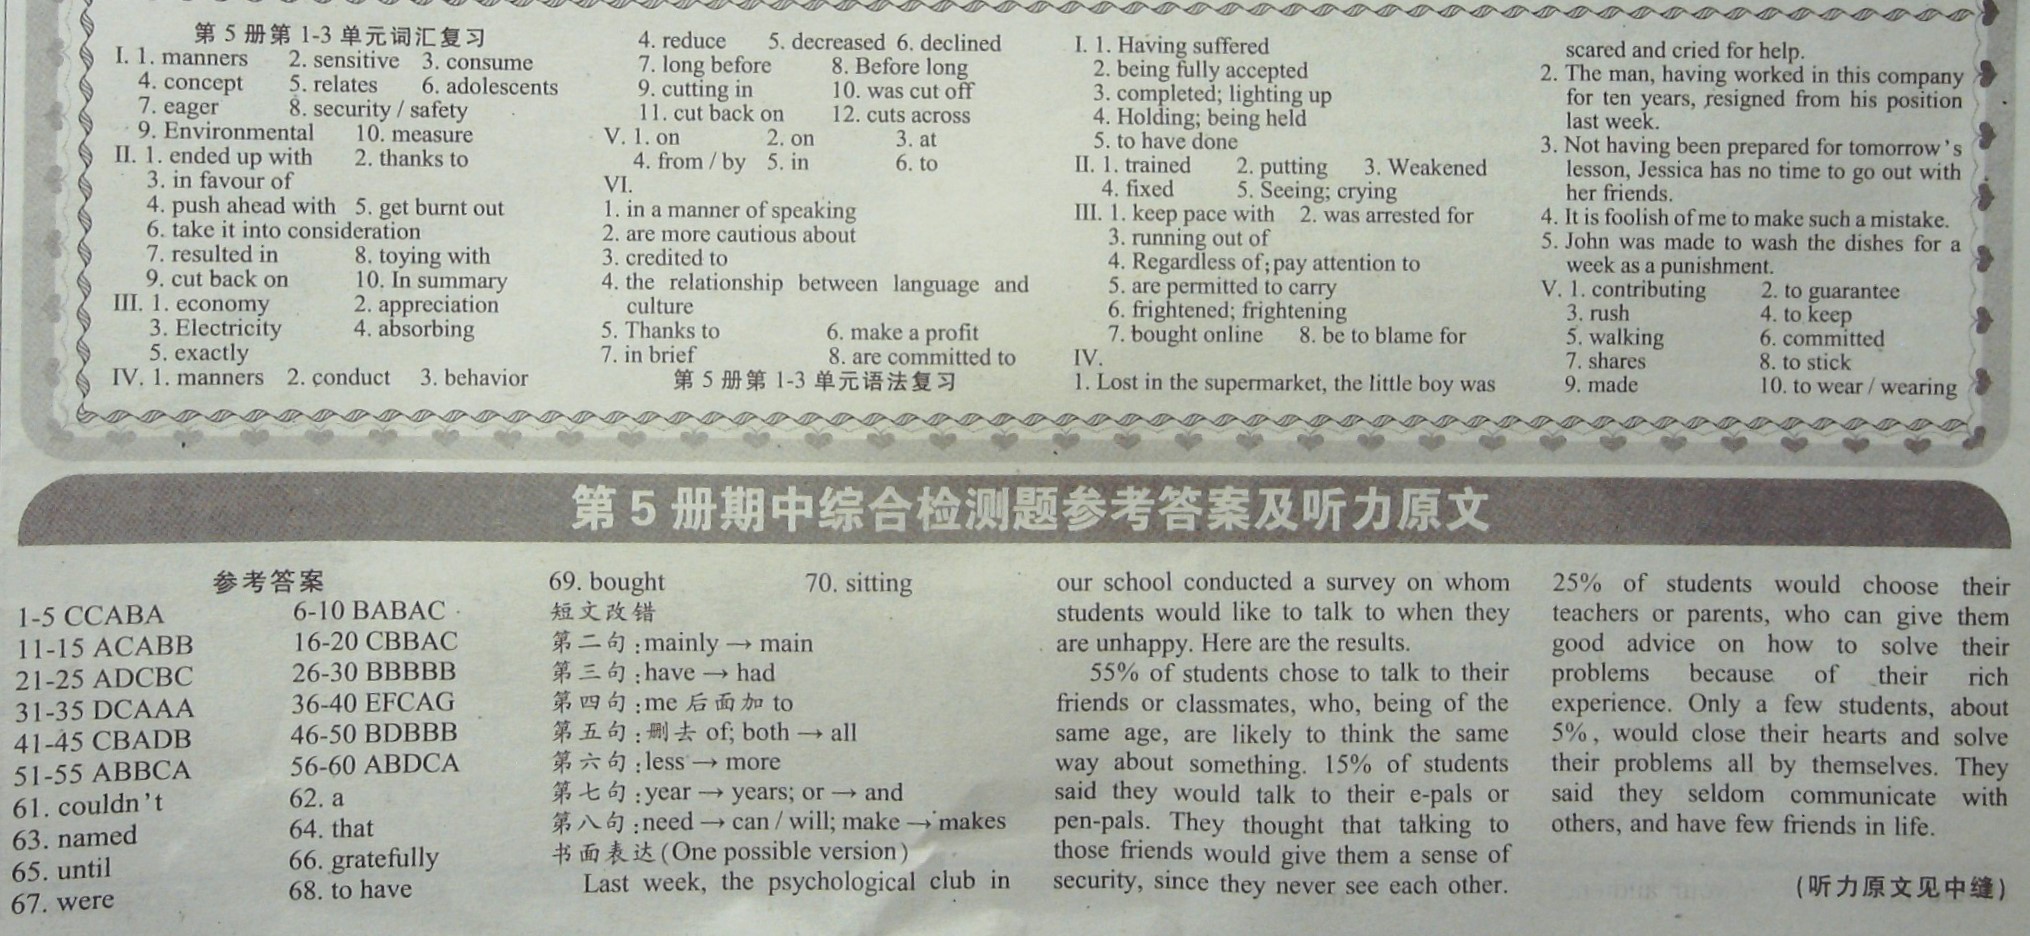 第 5 册第 1-3 单元词汇复习
I. 1. manners 2. sensitive 3. consume
4. concept 5. relates 6. adolescents
7. eager 8. security / safety
9. Environmental 10. measure
II. 1. ended up with 2. thanks to
3. in favour of
4. push ahead with 5. get burnt out
6. take it into consideration
7. resulted in 8. toying with
9. cut back on 10. In summary
III. 1. economy 2. appreciation
3. Electricity 4. absorbing
5. exactly
IV. 1. manners 2. conduct 3. behavior
4. reduce 5. decreased 6. declined
7. long before 8. Before long
9. cutting in 10. was cut off
11. cut back on 12. cuts across
V. 1. on 2. on 3. at
4. from / by 5. in 6. to
VI.
1. in a manner of speaking
2. are more cautious about
3. credited to
4. the relationship between language and
culture
5. Thanks to 6. make a profit
7. in brief 8. are committed to
第 5 册第 1-3 单元语法复习
I. 1. Having suffered
2. being fully accepted
3. completed; lighting up
4. Holding; being held
5. to have done
II. 1. trained 2. putting 3. Weakened
4. fixed 5. Seeing; crying
III. 1. keep pace with 2. was arrested for
3. running out of
4. Regardless of; pay attention to
5. are permitted to carry
6. frightened; frightening
7. bought online 8. be to blame for
IV.
1. Lost in the supermarket, the little boy was
scared and cried for help.
2. The man, having worked in this company
for ten years, resigned from his position
last week.
3. Not having been prepared for tomorrow's
lesson, Jessica has no time to go out with
her friends.
4. It is foolish of me to make such a mistake.
5. John was made to wash the dishes for a
week as a punishment.
V. 1. contributing 2. to guarantee
3. rush 4. to keep
5. walking 6. committed
7. shares 8. to stick
9. made 10. to wear / wearing
第 5 册期中综合检测题参考答案及听力原文
参考答案
1-5 CCABA 6-10 BABAC
11-15 ACABB 16-20 CBBAC
21-25 ADCBC 26-30 BBBBB
31-35 DCAAA 36-40 EFCAG
41-45 CBADB 46-50 BDBBB
51-55 ABBCA 56-60 ABDCA
61. couldn't 62. a
63. named 64. that
65. until 66. gratefully
67. were 68. to have
69. bought 70. sitting
短文改错
第二句:mainly → main
第三句:have → had
第四句:me 后面加 to
第五句:删去 of; both → all
第六句:less → more
第七句:year → years; or → and
第八句:need → can / will; make → makes
书面表达(One possible version)
Last week, the psychological club in
our school conducted a survey on whom
students would like to talk to when they
are unhappy. Here are the results.
55% of students chose to talk to their
friends or classmates, who, being of the
same age, are likely to think the same
way about something. 15% of students
said they would talk to their e-pals or
pen-pals. They thought that talking to
those friends would give them a sense of
security, since they never see each other.
25% of students would choose their
teachers or parents, who can give them
good advice on how to solve their
problems because of their rich
experience. Only a few students, about
5%, would close their hearts and solve
their problems all by themselves. They
said they seldom communicate with
others, and have few friends in life.
(听力原文见中缝)